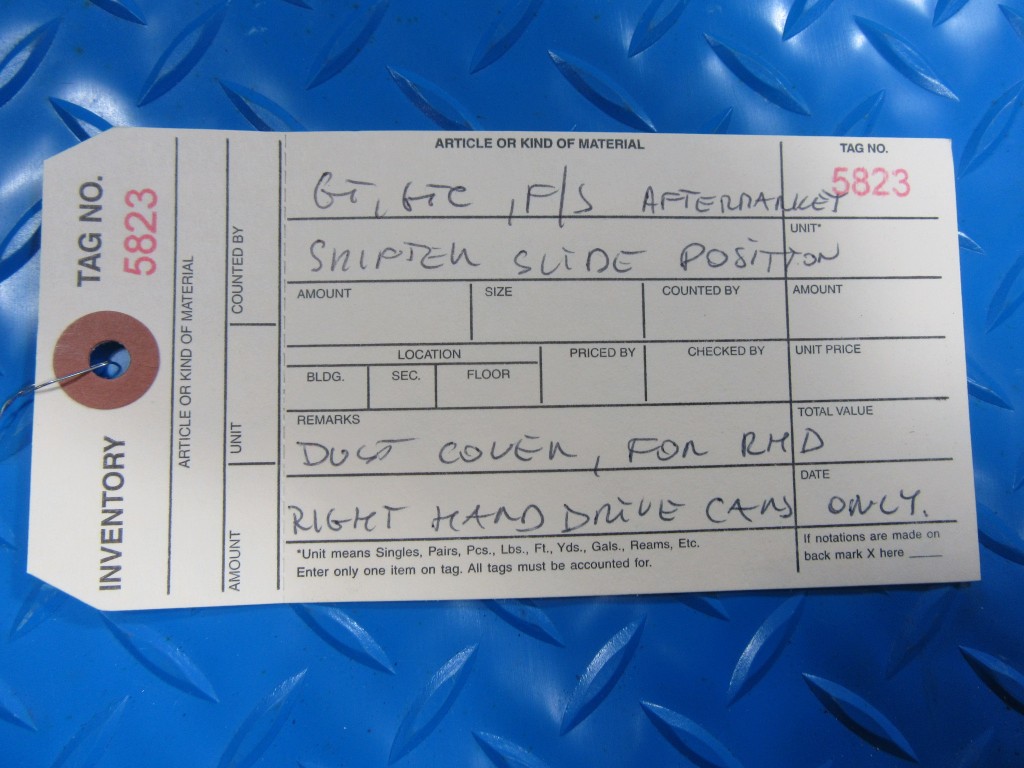 ARTICLE OR KIND OF MATERIAL
TAG NO.
5823
GT, GTC, F/S AFTERMARKET
UNIT*
SHIFTER SLIDE POSITION
AMOUNT SIZE COUNTED BY AMOUNT
LOCATION PRICED BY CHECKED BY UNIT PRICE
BLDG. SEC. FLOOR
REMARKS TOTAL VALUE
DUST COVER, FOR RHD
DATE
RIGHT HAND DRIVE CARS ONLY.
*Unit means Singles, Pairs, Pcs., Lbs., Ft., Yds., Gals., Reams, Etc.
Enter only one item on tag. All tags must be accounted for.
If notations are made on
back mark X here ____
INVENTORY TAG NO.
5823
ARTICLE OR KIND OF MATERIAL
AMOUNT UNIT COUNTED BY